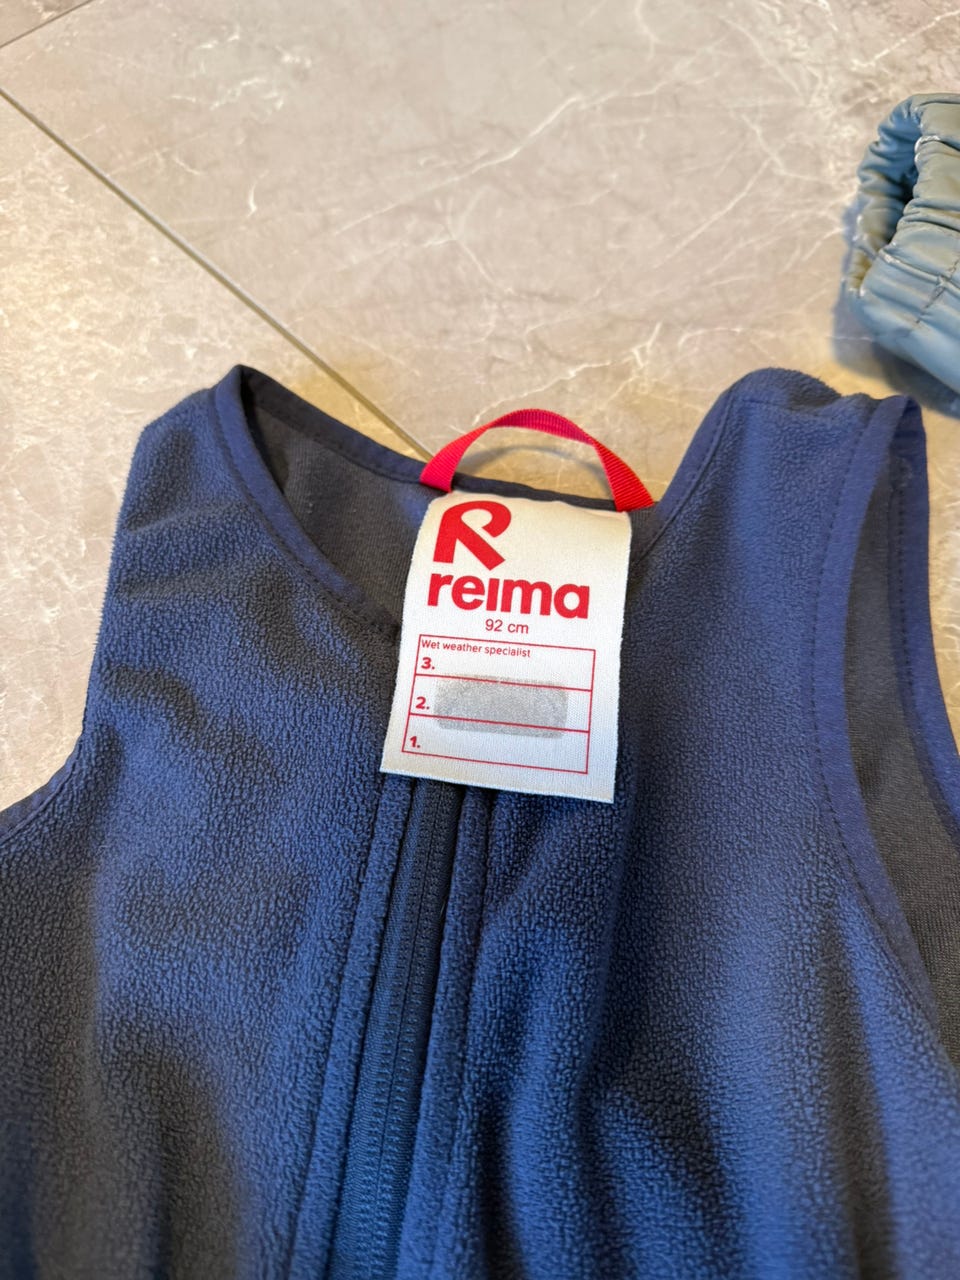 R
reima
92 cm
Wet weather specialist
3.
2.
1.